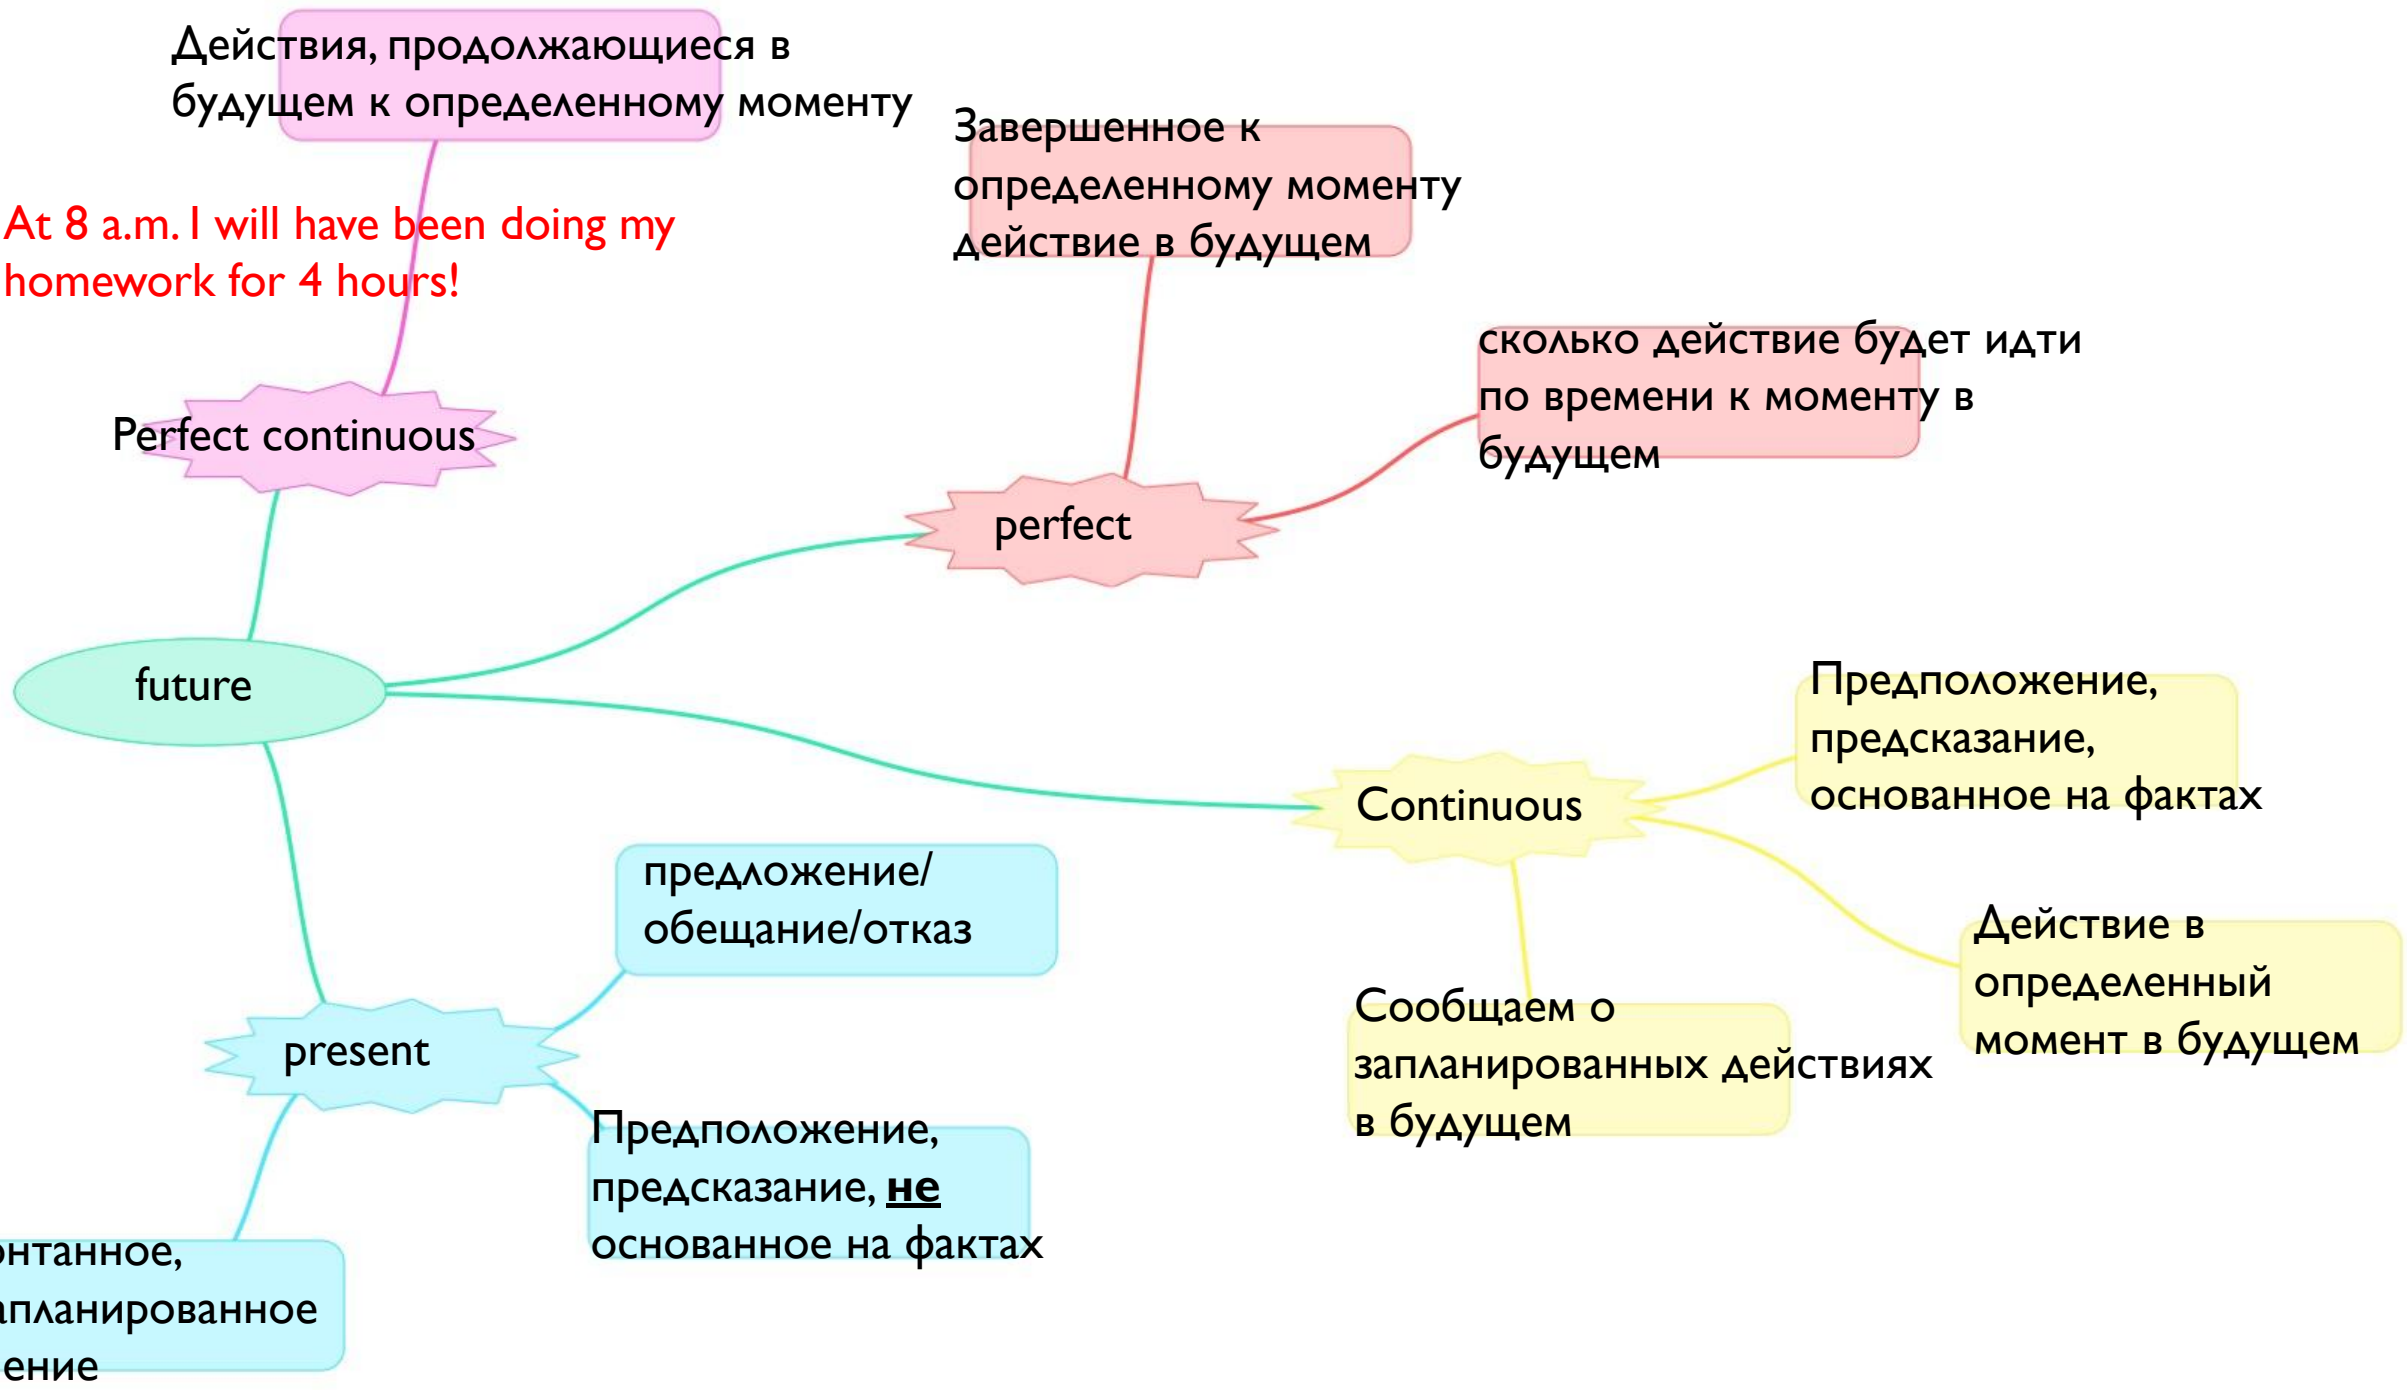 Действия, продолжающиеся в
будущем к определенному моменту
At 8 a.m. I will have been doing my
homework for 4 hours!
Perfect continuous
Завершенное к
определенному моменту
действие в будущем
сколько действие будет идти
по времени к моменту в
будущем
perfect
future
Предположение,
предсказание,
основанное на фактах
Continuous
Действие в
определенный
момент в будущем
Сообщаем о
запланированных действиях
в будущем
предложение/
обещание/отказ
present
Предположение,
предсказание, не
основанное на фактах